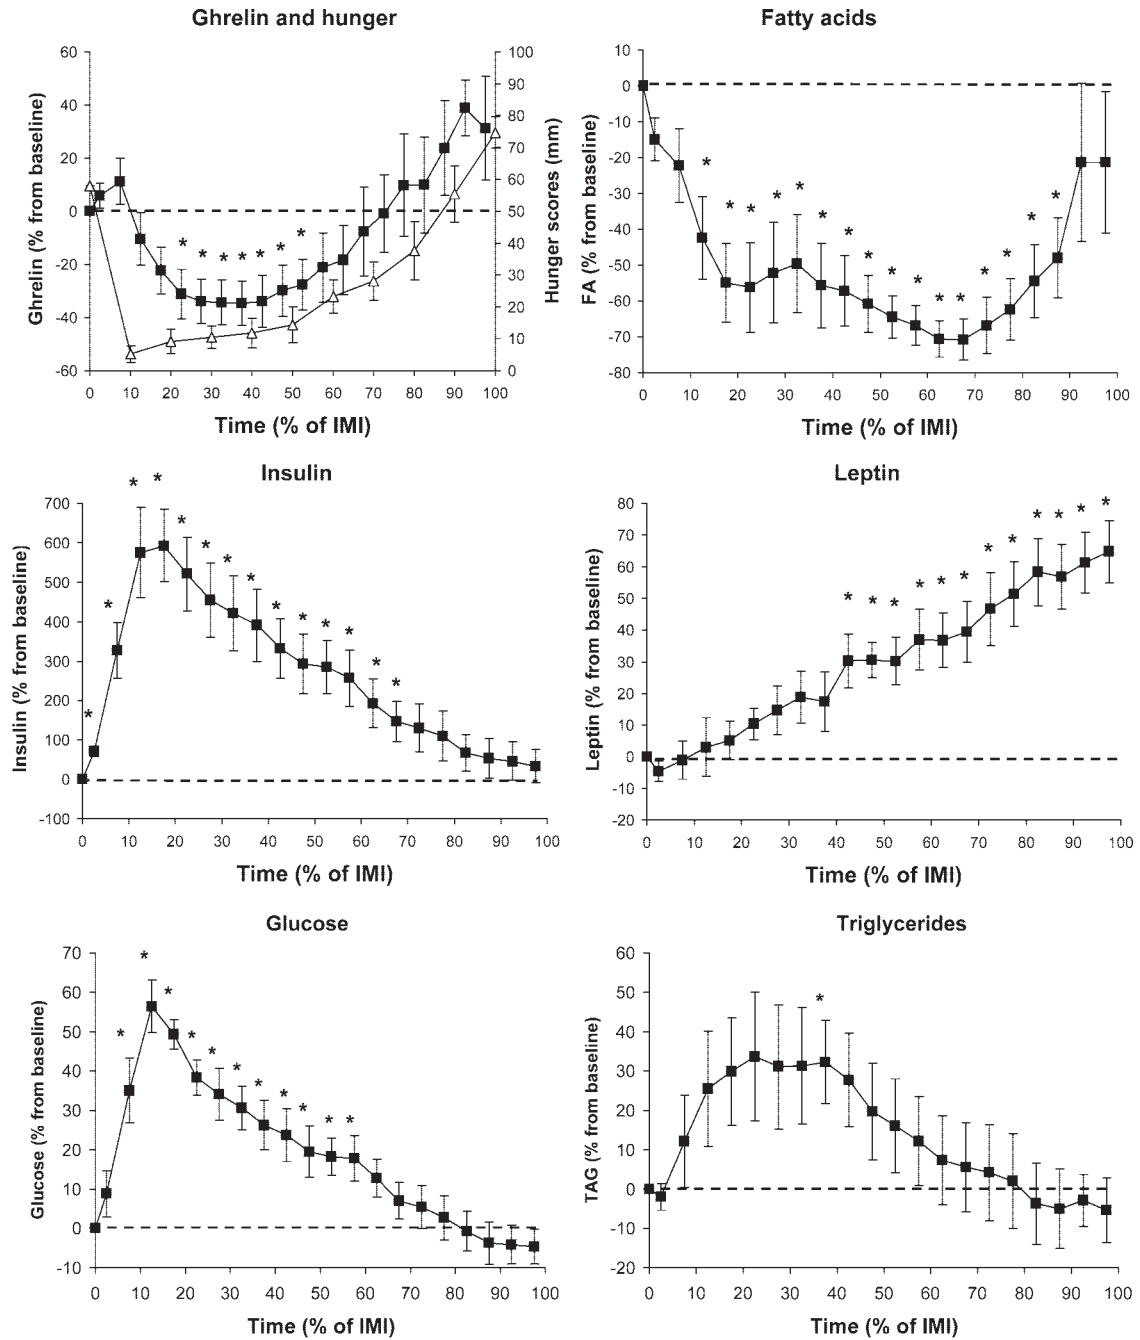 Ghrelin and hunger
Ghrelin (% from baseline)
60
40
20
0
-20
-40
-60
100
90
80
70
60
50
40
30
20
10
0
Hunger scores (mm)
* * * * * * *
0 10 20 30 40 50 60 70 80 90 100
Time (% of IMI)
Fatty acids
FA (% from baseline)
10
0
-10
-20
-30
-40
-50
-60
-70
-80
* * * * * * * * * * * * * * * *
0 10 20 30 40 50 60 70 80 90 100
Time (% of IMI)
Insulin
Insulin (% from baseline)
700
600
500
400
300
200
100
0
-100
* * * * * * * * * * * * * *
0 10 20 30 40 50 60 70 80 90 100
Time (% of IMI)
Leptin
Leptin (% from baseline)
80
70
60
50
40
30
20
10
0
-10
-20
* * * * * * * * * * * *
0 10 20 30 40 50 60 70 80 90 100
Time (% of IMI)
Glucose
Glucose (% from baseline)
70
60
50
40
30
20
10
0
-10
* * * * * * * * * * *
0 10 20 30 40 50 60 70 80 90 100
Time (% of IMI)
Triglycerides
TAG (% from baseline)
60
50
40
30
20
10
0
-10
-20
*
0 10 20 30 40 50 60 70 80 90 100
Time (% of IMI)